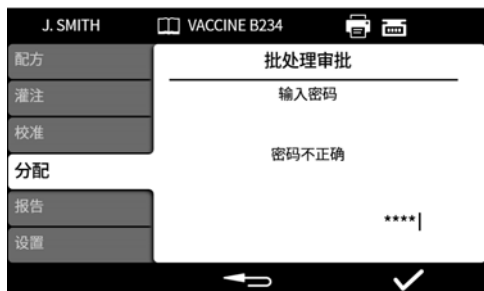 J. SMITH VACCINE B234
配方
灌注
校准
分配
报告
设置
批处理审批
输入密码
密码不正确
****